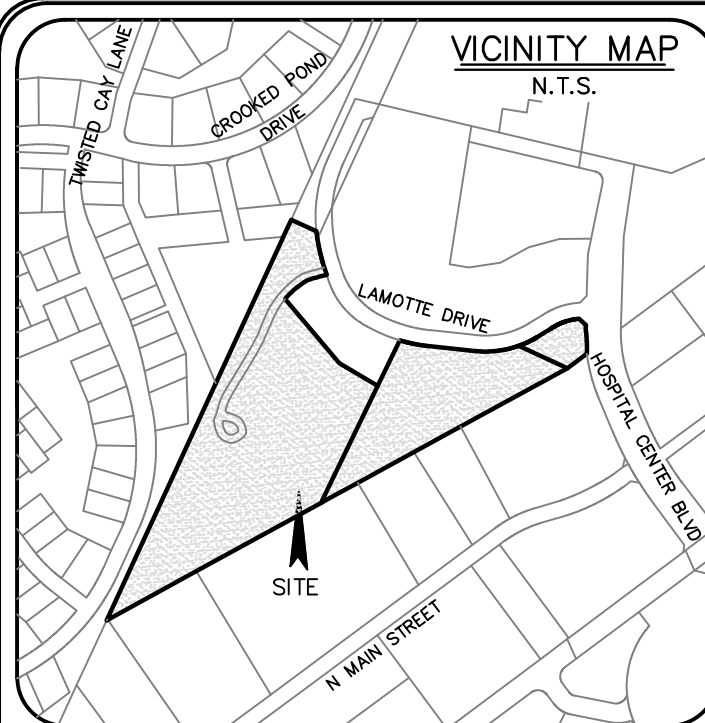 VICINITY MAP
N.T.S.
TWISTED CAY LANE
CROOKED POND
DRIVE
LAMOTTE DRIVE
HOSPITAL CENTER BLVD
SITE
N MAIN STREET